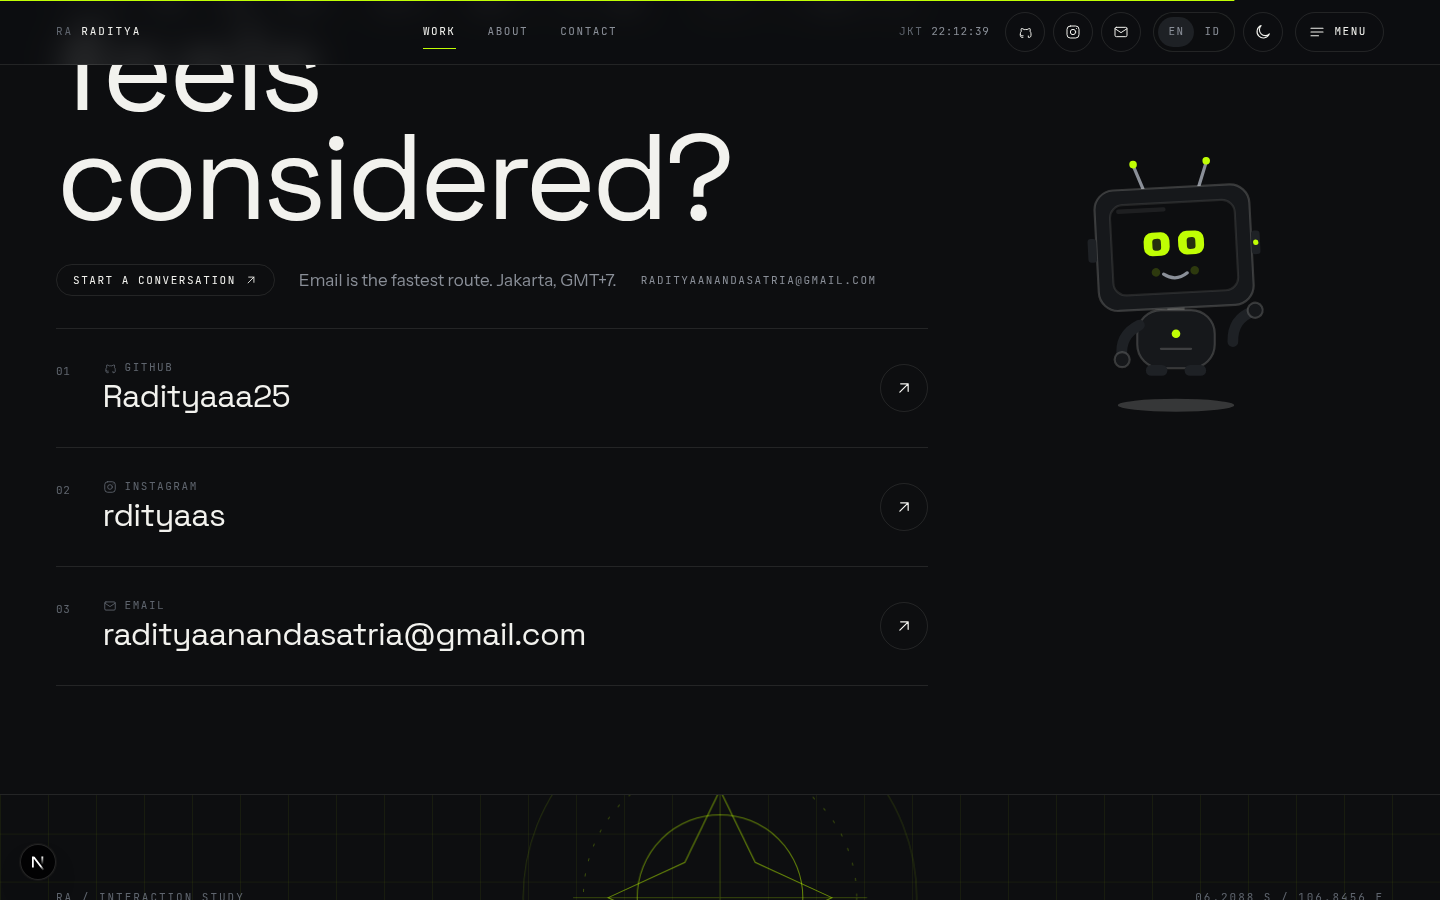 RA RADITYA
WORK
ABOUT
CONTACT
JKT 22:12:39
EN
ID
MENU
feels
considered?
START A CONVERSATION
Email is the fastest route. Jakarta, GMT+7.
RADITYAANANDASATRIA@GMAIL.COM
01
GITHUB
Radityaaa25
02
INSTAGRAM
rdityaas
03
EMAIL
radityaanandasatria@gmail.com
N
RA / INTERACTION STUDY
06.2088 S / 106.8456 E